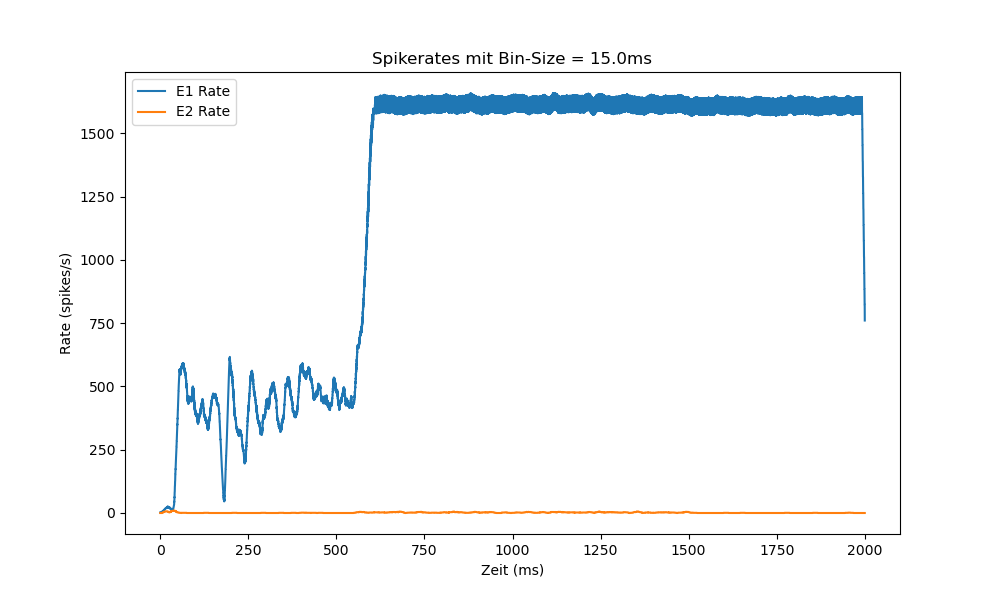 Spikerates mit Bin-Size = 15.0ms
E1 Rate
E2 Rate
Rate (spikes/s)
1500
1250
1000
750
500
250
0
0 250 500 750 1000 1250 1500 1750 2000
Zeit (ms)